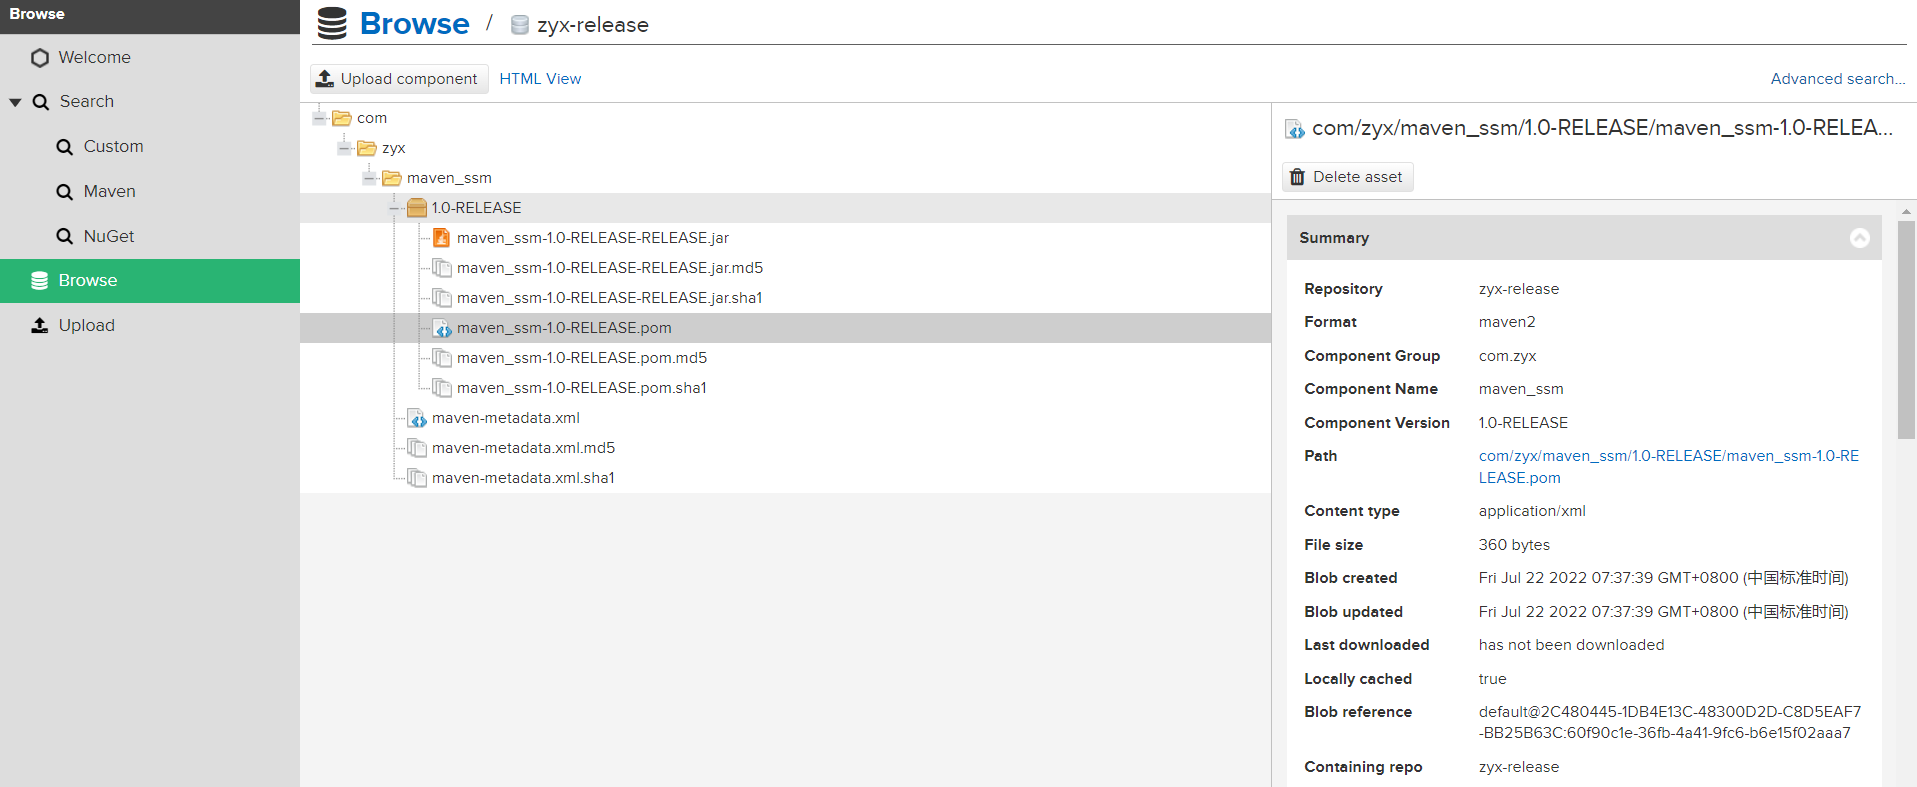 Browse
Welcome
Search
Custom
Maven
NuGet
Browse
Upload
Browse / zyx-release
Upload component HTML View Advanced search...
com
zyx
maven_ssm
1.0-RELEASE
maven_ssm-1.0-RELEASE-RELEASE.jar
maven_ssm-1.0-RELEASE-RELEASE.jar.md5
maven_ssm-1.0-RELEASE-RELEASE.jar.sha1
maven_ssm-1.0-RELEASE.pom
maven_ssm-1.0-RELEASE.pom.md5
maven_ssm-1.0-RELEASE.pom.sha1
maven-metadata.xml
maven-metadata.xml.md5
maven-metadata.xml.sha1
com/zyx/maven_ssm/1.0-RELEASE/maven_ssm-1.0-RELEA...
Delete asset
Summary
Repository zyx-release
Format maven2
Component Group com.zyx
Component Name maven_ssm
Component Version 1.0-RELEASE
Path com/zyx/maven_ssm/1.0-RELEASE/maven_ssm-1.0-RE
LEASE.pom
Content type application/xml
File size 360 bytes
Blob created Fri Jul 22 2022 07:37:39 GMT+0800 (中国标准时间)
Blob updated Fri Jul 22 2022 07:37:39 GMT+0800 (中国标准时间)
Last downloaded has not been downloaded
Locally cached true
Blob reference default@2C480445-1DB4E13C-48300D2D-C8D5EAF7
-BB25B63C:60f90c1e-36fb-4a41-9fc6-b6e15f02aaa7
Containing repo zyx-release